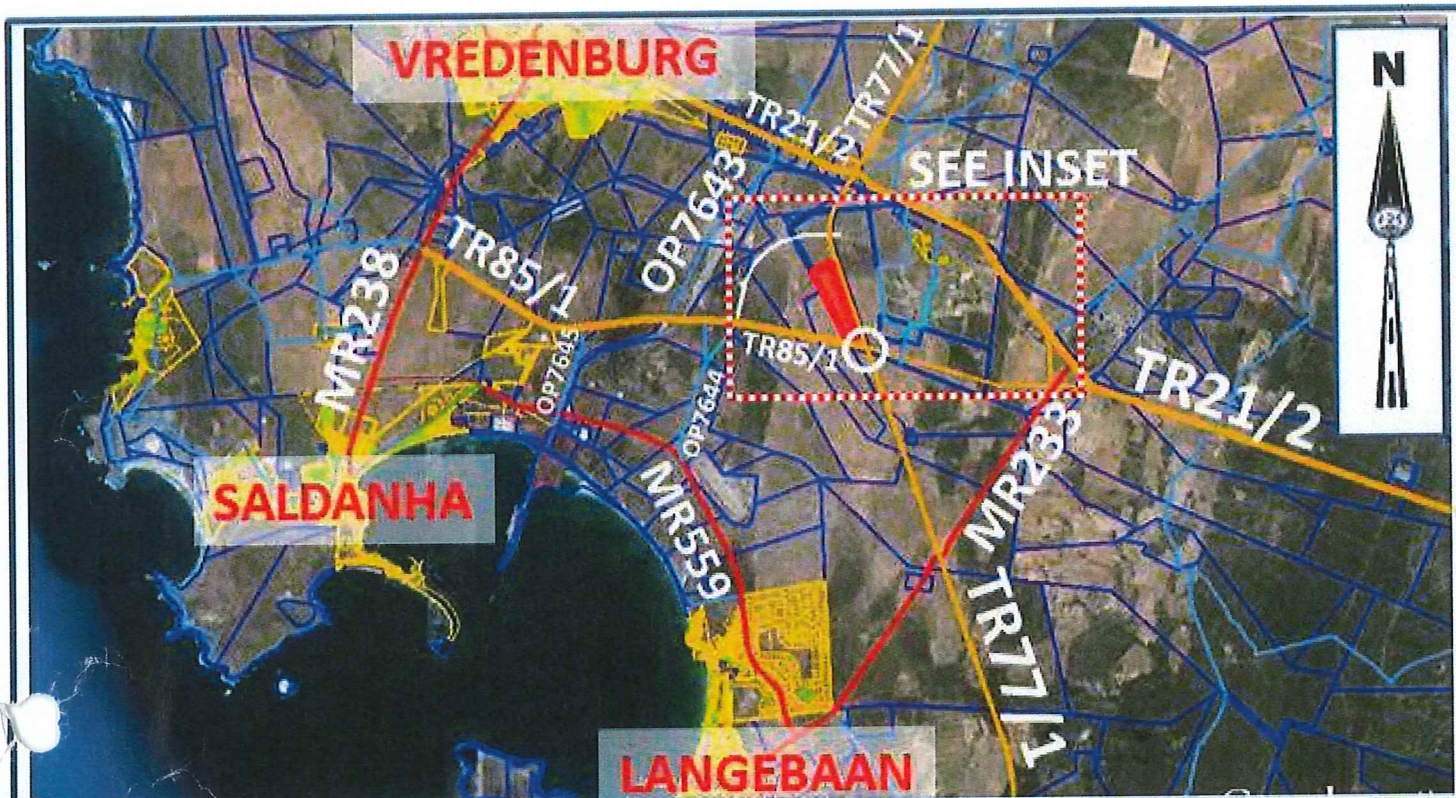 VREDENBURG
N
TR77/1
TR21/2
SEE INSET
OP7643
TR85/1
MR238
OP7645
TR85/1
OP7644
TR21/2
MR233
SALDANHA
MR559
TR77/1
LANGEBAAN